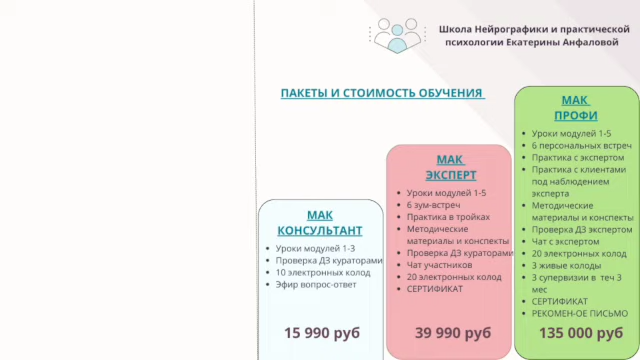 Школа Нейрографики и практической
психологии Екатерины Анфаловой
ПАКЕТЫ И СТОИМОСТЬ ОБУЧЕНИЯ
МАК
КОНСУЛЬТАНТ
Уроки модулей 1-3
Проверка ДЗ кураторами
10 электронных колод
Эфир вопрос-ответ
15 990 руб
МАК
ЭКСПЕРТ
Уроки модулей 1-5
6 зум-встреч
Практика в тройках
Методические
материалы и конспекты
Проверка ДЗ кураторами
Чат участников
20 электронных колод
СЕРТИФИКАТ
39 990 руб
МАК
ПРОФИ
Уроки модулей 1-5
6 персональных встреч
Практика с экспертом
Практика с клиентами
под наблюдением
эксперта
Методические
материалы и конспекты
Проверка ДЗ экспертом
Чат с экспертом
20 электронных колод
3 живые колоды
3 супервизии в теч 3
мес
СЕРТИФИКАТ
РЕКОМЕН-ОЕ ПИСЬМО
135 000 руб